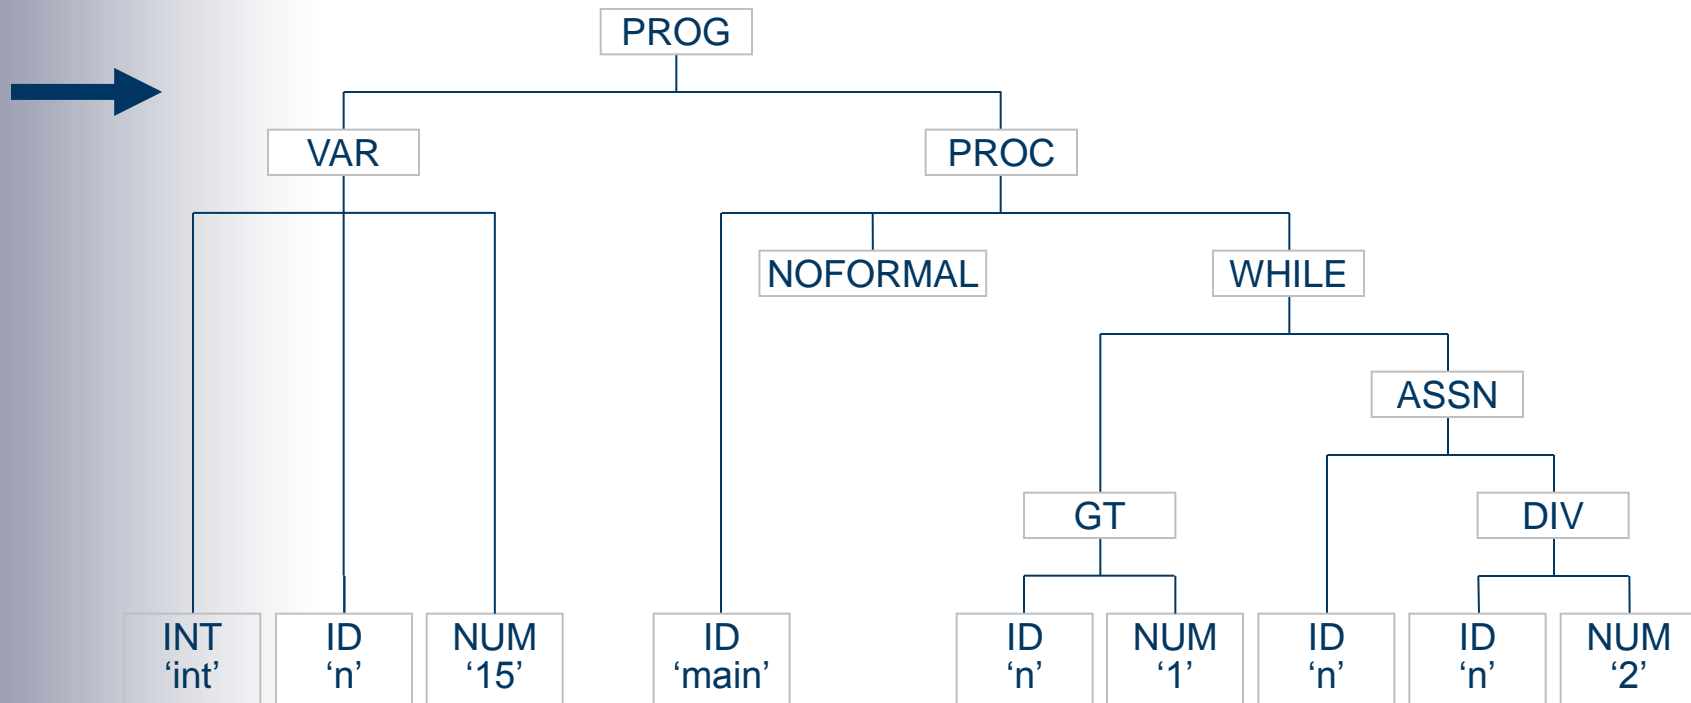 PROG
VAR
PROC
NOFORMAL
WHILE
ASSN
GT
DIV
INT
‘int’
ID
‘n’
NUM
‘15’
ID
‘main’
ID
‘n’
NUM
‘1’
ID
‘n’
ID
‘n’
NUM
‘2’